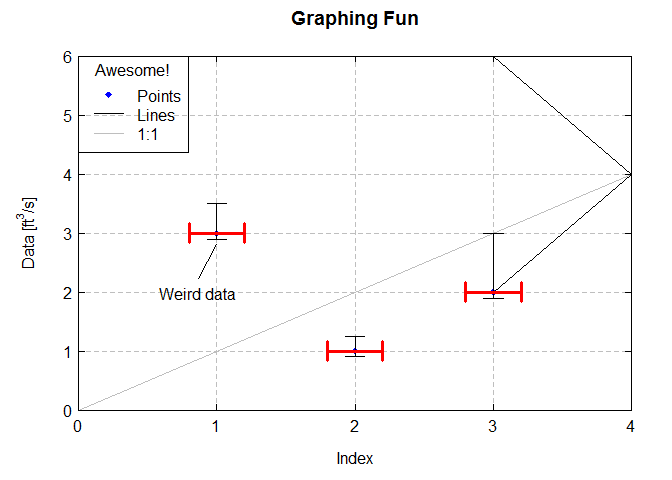 Graphing Fun
Awesome!
Points
Lines
1:1
Weird data
Data [ft³/s]
6
5
4
3
2
1
0
0 1 2 3 4
Index